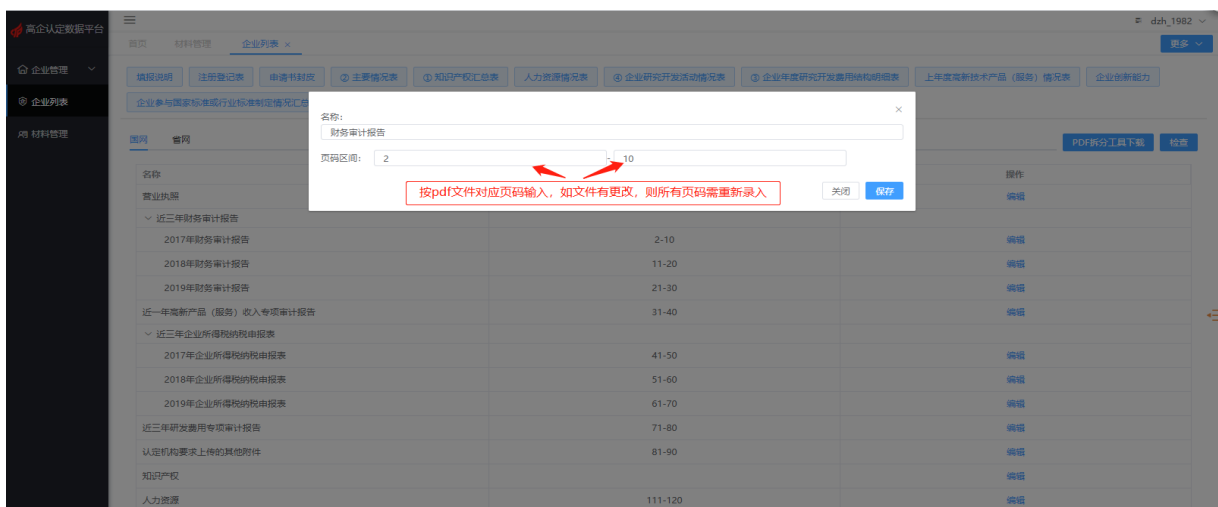 高企认定数据平台
dzh_1982
首页 材料管理 企业列表 ×
更多
企业管理
企业列表
材料管理
填报说明 注册登记表 申请书封皮 ② 主要情况表 ① 知识产权汇总表 人力资源情况表 ④ 企业研究开发活动情况表 ③ 企业年度研究开发费用结构明细表 上年度高新技术产品（服务）情况表 企业创新能力
企业参与国家标准或行业标准制定情况汇总
×
名称：
财务审计报告
页码区间： 2 - 10
按pdf文件对应页码输入，如文件有更改，则所有页码需重新录入
关闭 保存
国网 省网
PDF拆分工具下载 检查
名称 操作
营业执照 编辑
近三年财务审计报告
2017年财务审计报告 2-10 编辑
2018年财务审计报告 11-20 编辑
2019年财务审计报告 21-30 编辑
近一年高新产品（服务）收入专项审计报告 31-40 编辑
近三年企业所得税纳税申报表
2017年企业所得税纳税申报表 41-50 编辑
2018年企业所得税纳税申报表 51-60 编辑
2019年企业所得税纳税申报表 61-70 编辑
近三年研发费用专项审计报告 71-80 编辑
认定机构要求上传的其他附件 81-90 编辑
知识产权 编辑
人力资源 111-120 编辑